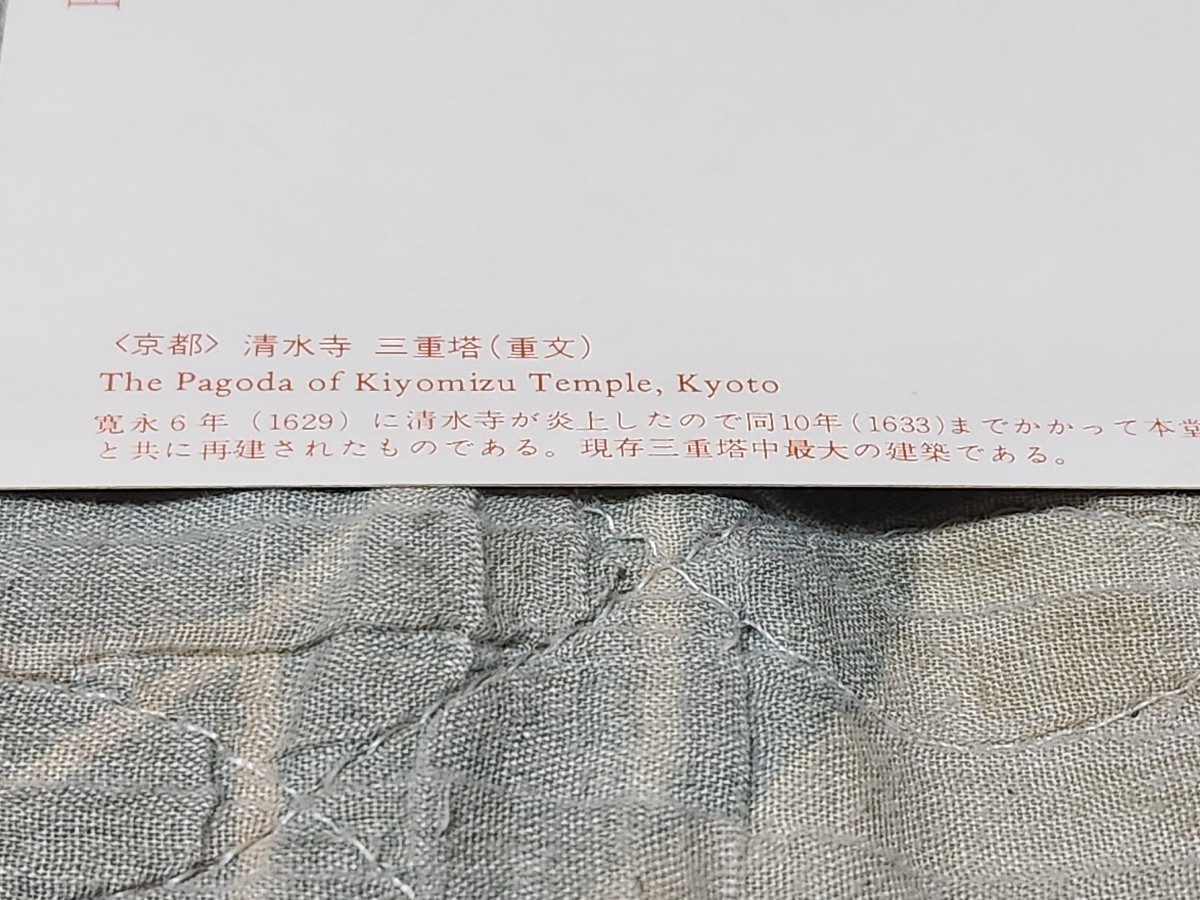 〈京都〉 清水寺 三重塔(重文)
The Pagoda of Kiyomizu Temple, Kyoto
寛永6年(1629)に清水寺が炎上したので同10年(1633)までかかって本堂
と共に再建されたものである。現存三重塔中最大の建築である。